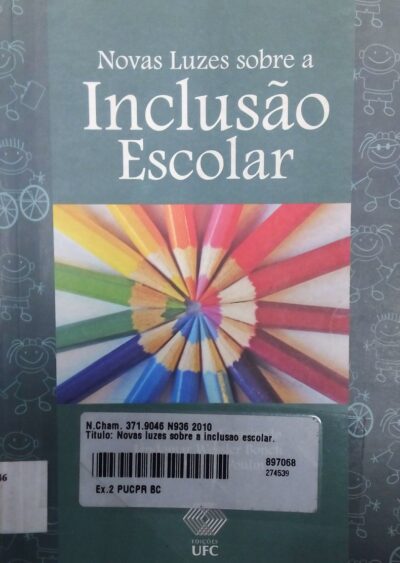 Novas Luzes sobre a
Inclusão
Escolar
N.Cham. 371.9046 N936 2010
Título: Novas luzes sobre a inclusao escolar.
897068
274539
Ex.2 PUCPR BC
EDIÇÕES
UFC